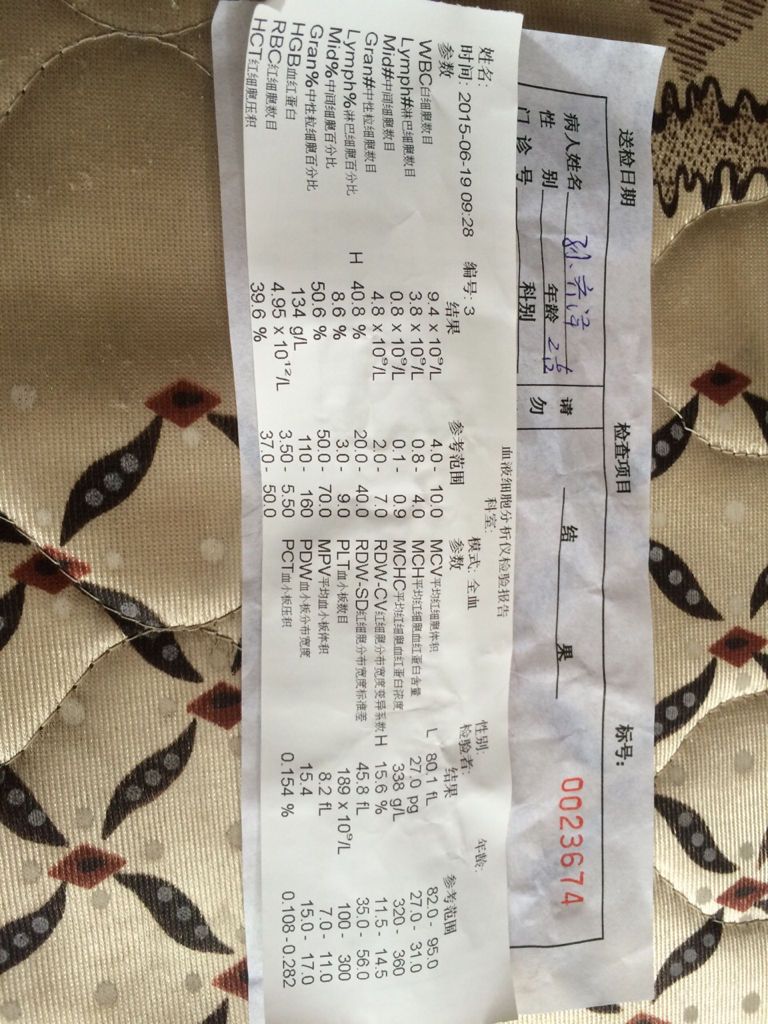 送检日期 检查项目 标号:
0023674
病人姓名 年龄 2 6/12 请
性 别 科别 勿
门 诊 号
结 果
血液细胞分析仪检验报告
姓名: 科室: 性别: 年龄:
时间: 2015-06-19 09:28 编号: 3 模式: 全血 检验者:
参数 结果 参考范围 参数 结果 参考范围
WBC白细胞数目 9.4 x 10⁹/L 4.0 - 10.0 MCV平均红细胞体积 L 80.1 fL 82.0 - 95.0
Lymph#淋巴细胞数目 3.8 x 10⁹/L 0.8 - 4.0 MCH平均红细胞血红蛋白含量 27.0 pg 27.0 - 31.0
Mid#中间细胞数目 0.8 x 10⁹/L 0.1 - 0.9 MCHC平均红细胞血红蛋白浓度 338 g/L 320 - 360
Gran#中性粒细胞数目 4.8 x 10⁹/L 2.0 - 7.0 RDW-CV红细胞分布宽度变异系数 H 15.6 % 11.5 - 14.5
Lymph%淋巴细胞百分比 H 40.8 % 20.0 - 40.0 RDW-SD红细胞分布宽度标准差 45.8 fL 35.0 - 56.0
Mid%中间细胞百分比 8.6 % 3.0 - 9.0 PLT血小板数目 189 x 10⁹/L 100 - 300
Gran%中性粒细胞百分比 50.6 % 50.0 - 70.0 MPV平均血小板体积 8.2 fL 7.0 - 11.0
HGB血红蛋白 134 g/L 110 - 160 PDW血小板分布宽度 15.4 15.0 - 17.0
RBC红细胞数目 4.95 x 10¹²/L 3.50 - 5.50 PCT血小板压积 0.154 % 0.108 - 0.282
HCT红细胞压积 39.6 % 37.0 - 50.0